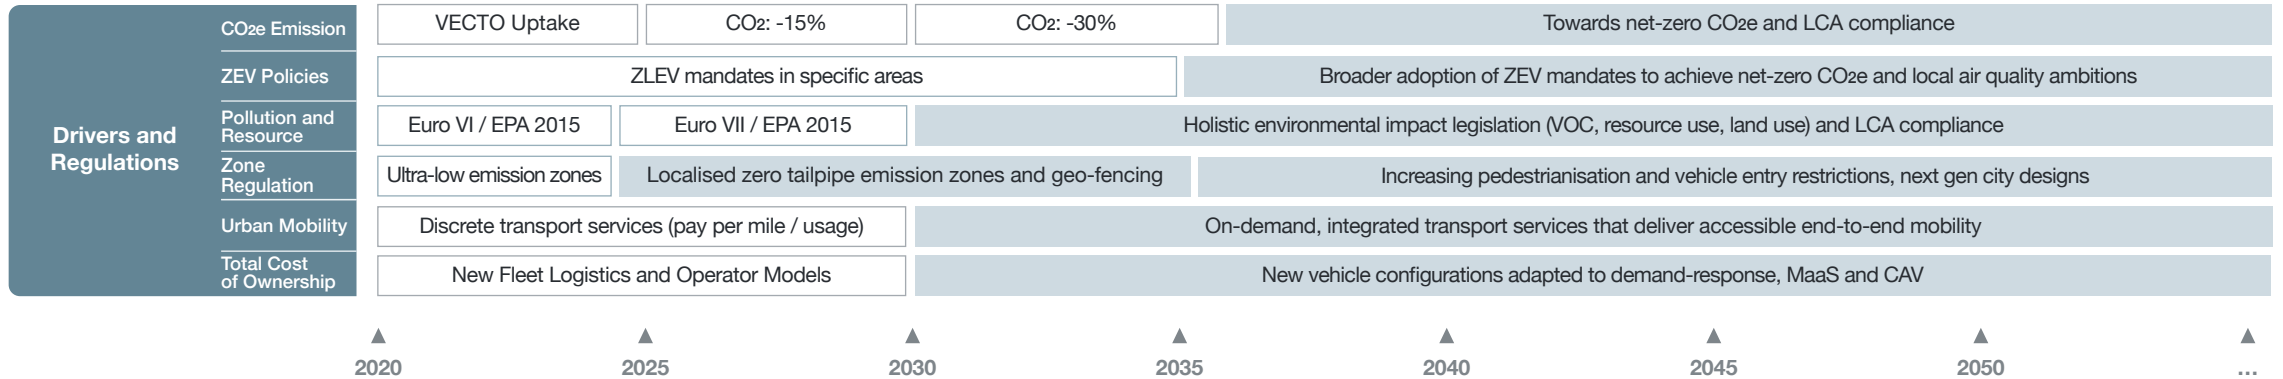 Drivers and
Regulations
CO2e Emission
VECTO Uptake
CO2: -15%
CO2: -30%
Towards net-zero CO2e and LCA compliance
ZEV Policies
ZLEV mandates in specific areas
Broader adoption of ZEV mandates to achieve net-zero CO2e and local air quality ambitions
Pollution and
Resource
Euro VI / EPA 2015
Euro VII / EPA 2015
Holistic environmental impact legislation (VOC, resource use, land use) and LCA compliance
Zone
Regulation
Ultra-low emission zones
Localised zero tailpipe emission zones and geo-fencing
Increasing pedestrianisation and vehicle entry restrictions, next gen city designs
Urban Mobility
Discrete transport services (pay per mile / usage)
On-demand, integrated transport services that deliver accessible end-to-end mobility
Total Cost
of Ownership
New Fleet Logistics and Operator Models
New vehicle configurations adapted to demand-response, MaaS and CAV
2020
2025
2030
2035
2040
2045
2050
...